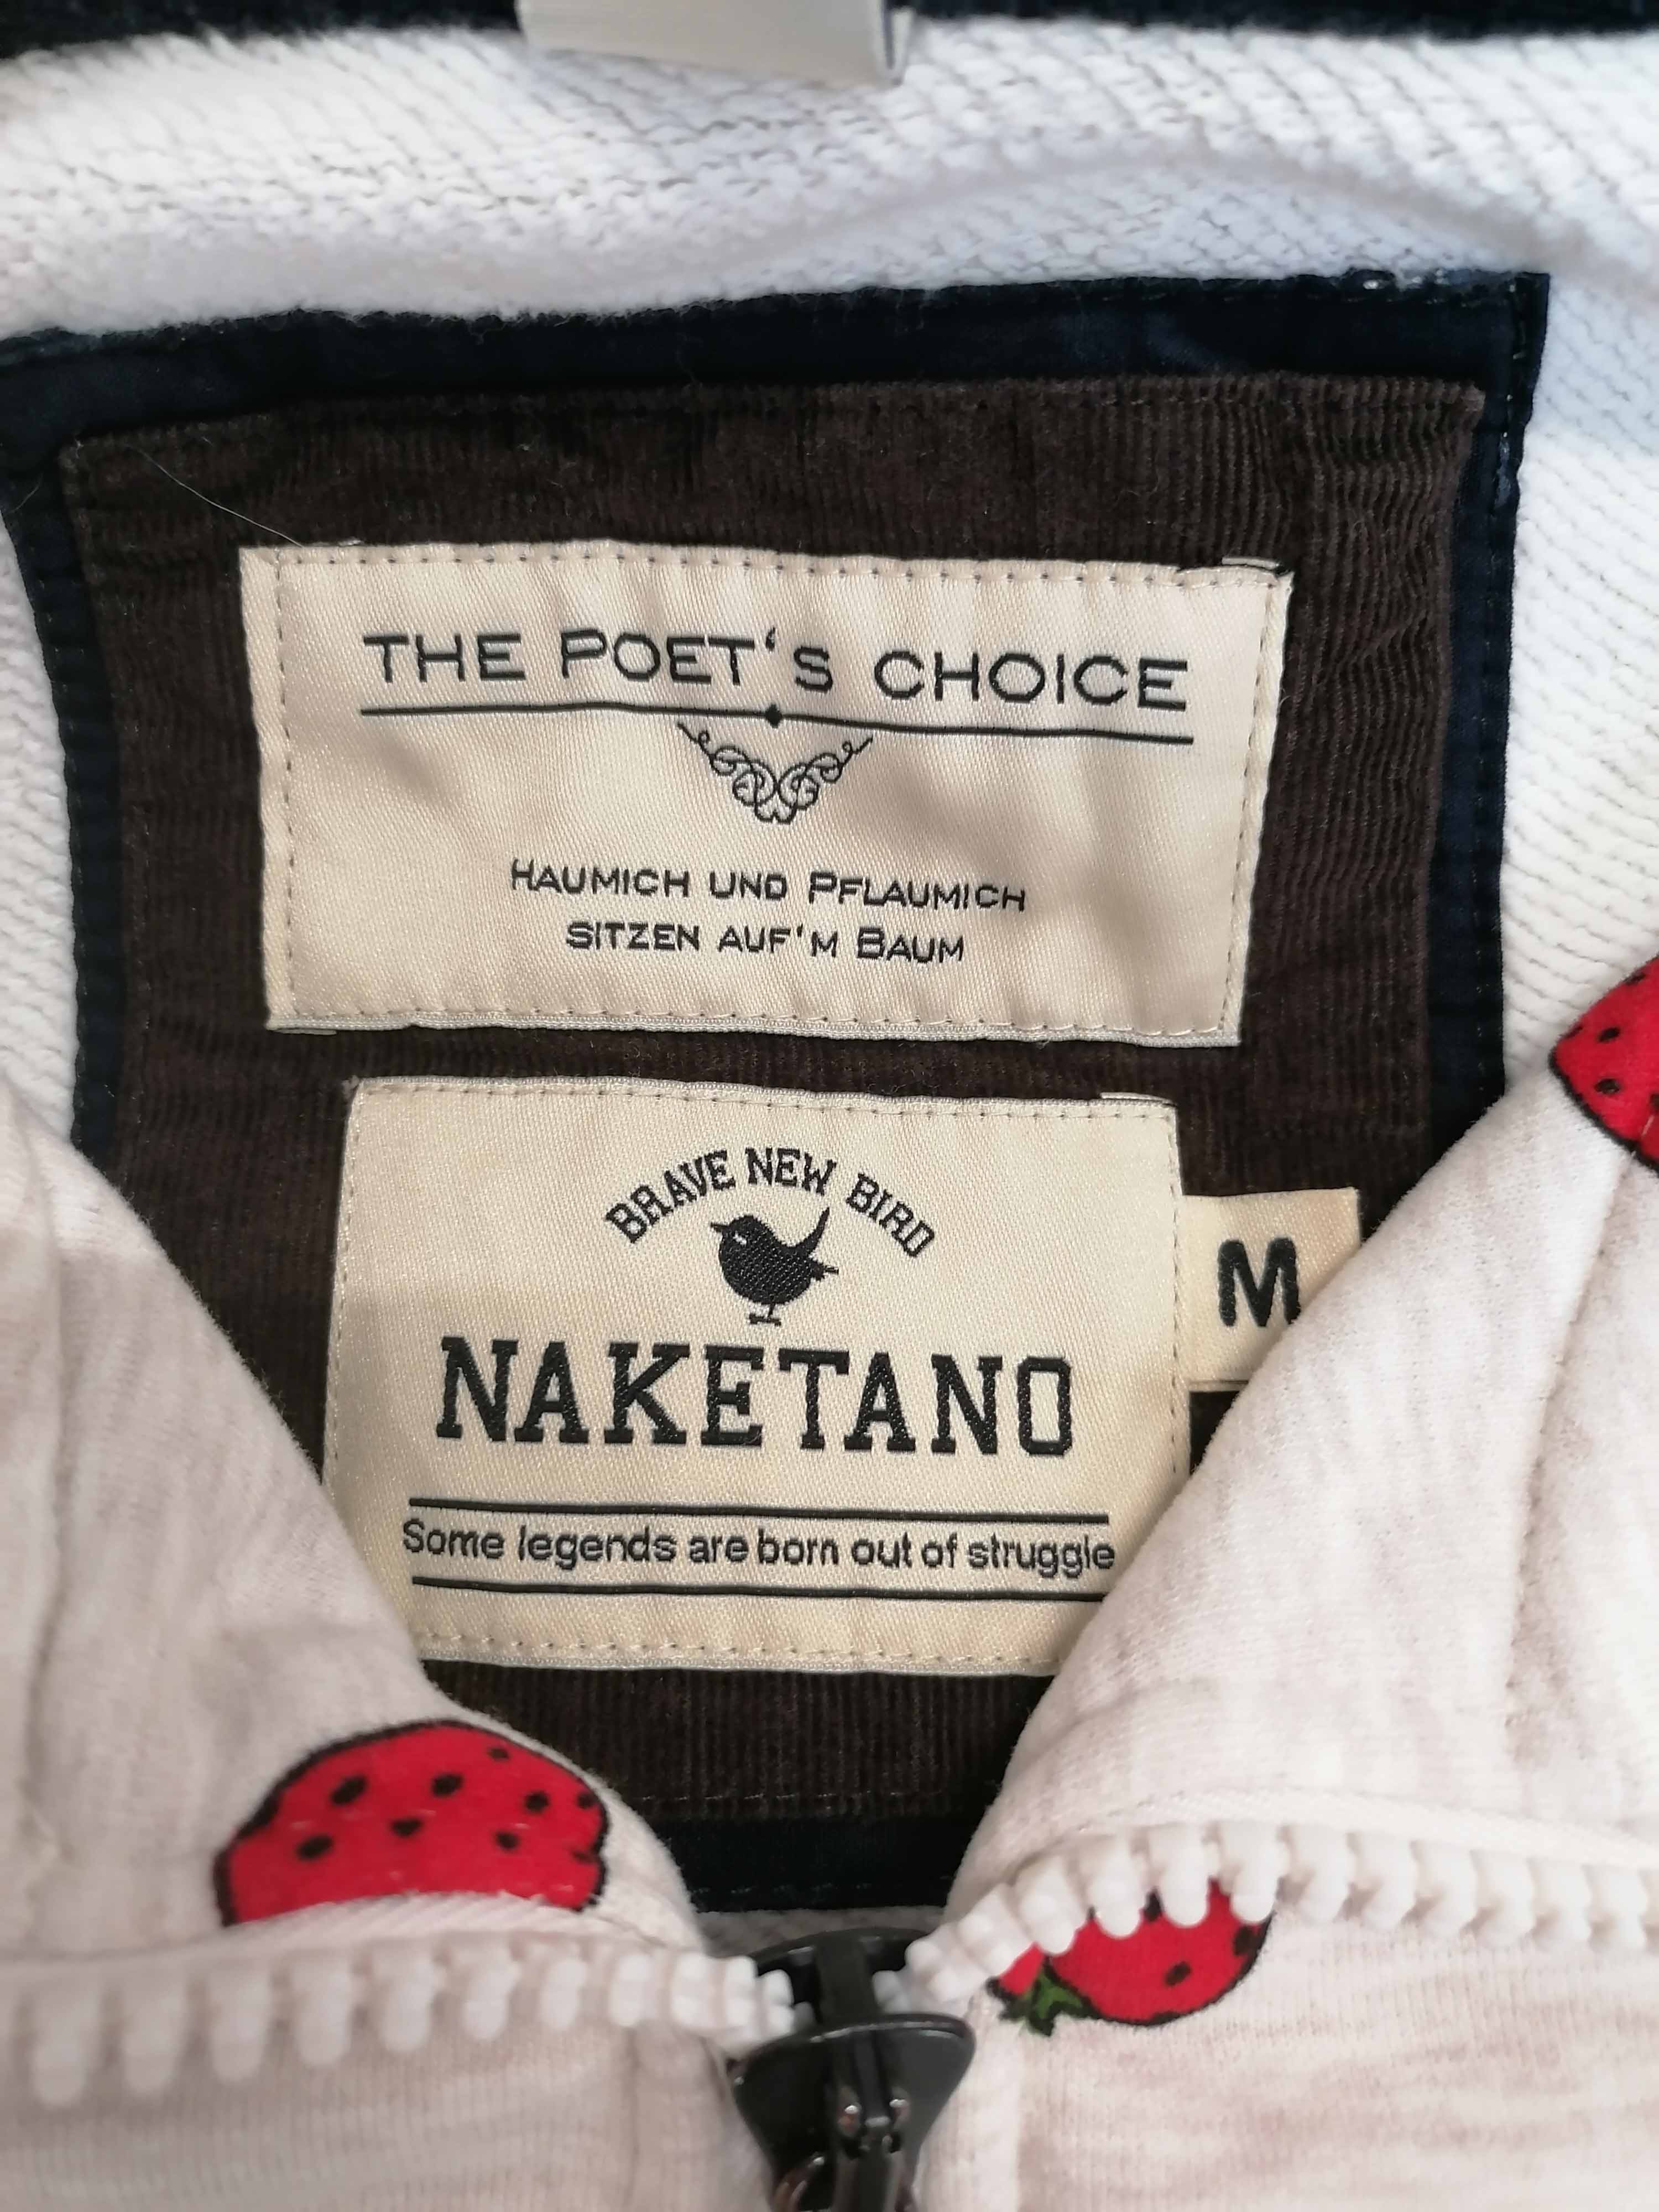 THE POET‘S CHOICE
HAUMICH UND PFLAUMICH
SITZEN AUF'M BAUM
BRAVE NEW BIRD
NAKETANO
M
Some legends are born out of struggle